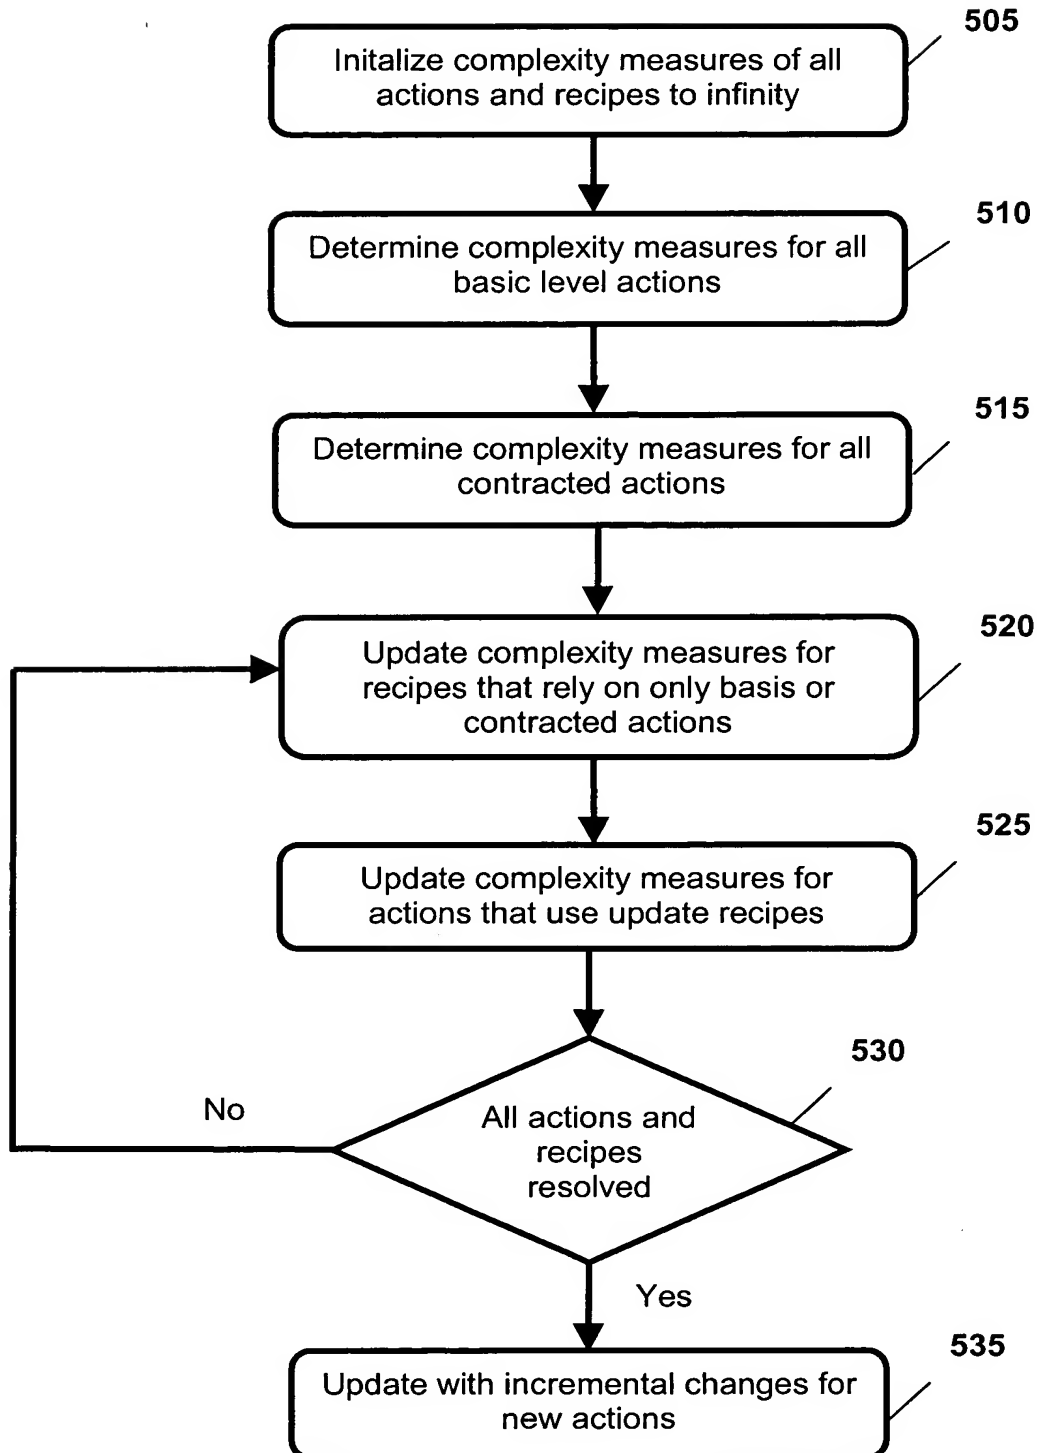 505
Initalize complexity measures of all
actions and recipes to infinity
510
Determine complexity measures for all
basic level actions
515
Determine complexity measures for all
contracted actions
520
Update complexity measures for
recipes that rely on only basis or
contracted actions
525
Update complexity measures for
actions that use update recipes
530
All actions and
recipes
resolved
No
Yes
535
Update with incremental changes for
new actions